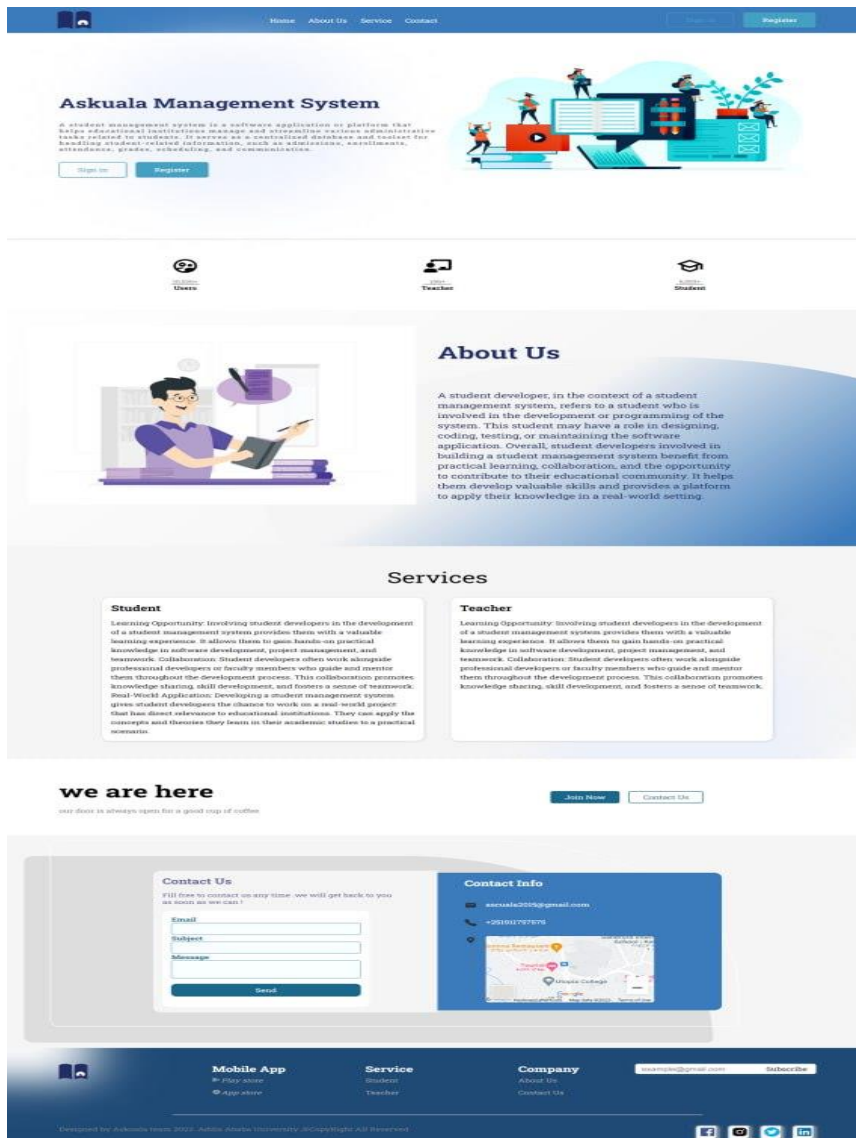 Home About Us Service Contact
Register
Askuala Management System
A student management system is a software application or platform that
helps educational institutions manage and streamline various administrative
tasks related to students. It serves as a centralized database and toolset for
handling student-related information, such as admissions, enrollments,
attendance, grades, scheduling, and communication.
Sign in Register
Users
Teacher
Student
About Us
A student developer, in the context of a student
management system, refers to a student who is
involved in the development or programming of the
system. This student may have a role in designing,
coding, testing, or maintaining the software
application. Overall, student developers involved in
building a student management system benefit from
practical learning, collaboration, and the opportunity
to contribute to their educational community. It helps
them develop valuable skills and provides a platform
to apply their knowledge in a real-world setting.
Services
Student
Learning Opportunity: Involving student developers in the development
of a student management system provides them with a valuable
learning experience. It allows them to gain hands-on practical
knowledge in software development, project management, and
teamwork. Collaboration: Student developers often work alongside
professional developers or faculty members who guide and mentor
them throughout the development process. This collaboration promotes
knowledge sharing, skill development, and fosters a sense of teamwork.
Real-World Application: Developing a student management system
gives student developers the chance to work on a real-world project
that has direct relevance to educational institutions. They can apply the
concepts and theories they learn in their academic studies to a practical
scenario.
Teacher
Learning Opportunity: Involving student developers in the development
of a student management system provides them with a valuable
learning experience. It allows them to gain hands-on practical
knowledge in software development, project management, and
teamwork. Collaboration: Student developers often work alongside
professional developers or faculty members who guide and mentor
them throughout the development process. This collaboration promotes
knowledge sharing, skill development, and fosters a sense of teamwork.
we are here
our door is always open for a good cup of coffee
Join Now Contact Us
Contact Us
Fill free to contact us any time .we will get back to you
as soon as we can !
Email
Subject
Message
Send
Contact Info
+251911757575
Utopia College
Google
Mobile App
Play store
App store
Service
Student
Teacher
Company
About Us
Contact Us
example@gmail.com Subscribe
Designed by Askuala team 2023. Addis Ababa University @CopyRight All Reserved